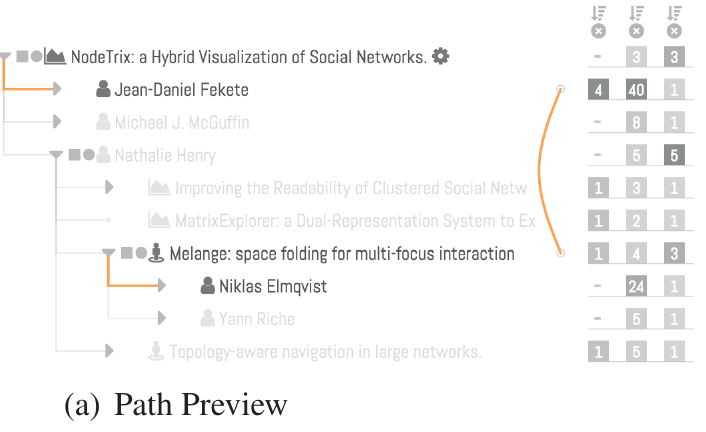 NodeTrix: a Hybrid Visualization of Social Networks. - 3 3
Jean-Daniel Fekete 4 40 1
Michael J. McGuffin - 8 1
Nathalie Henry - 5 5
Improving the Readability of Clustered Social Netw 1 3 1
MatrixExplorer: a Dual-Representation System to Ex 1 2 1
Melange: space folding for multi-focus interaction 1 4 3
Niklas Elmqvist - 24 1
Yann Riche - 5 1
Topology-aware navigation in large networks. 1 5 1
(a) Path Preview